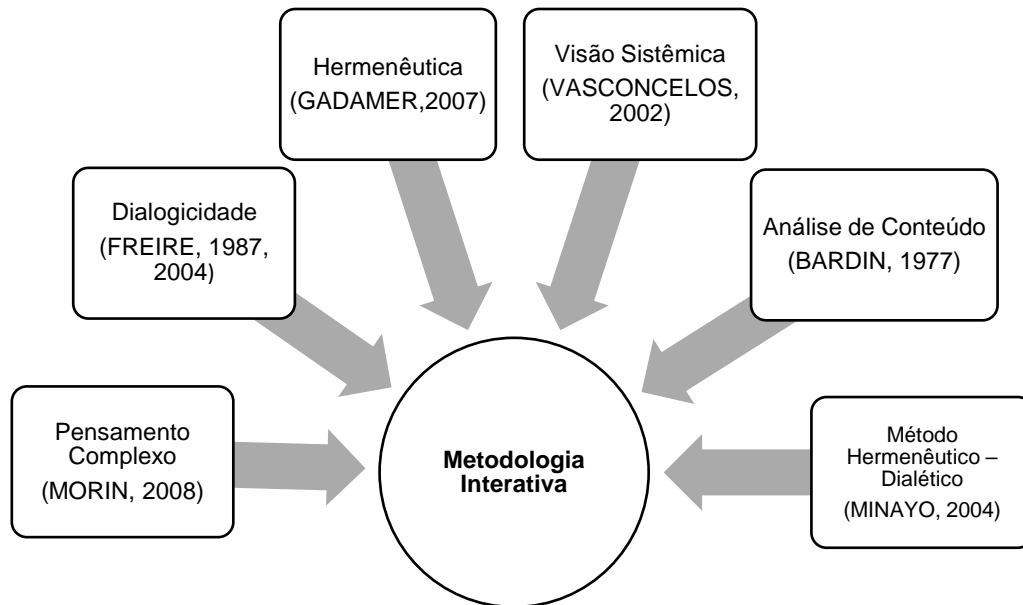 Hermenêutica
(GADAMER,2007)
Visão Sistêmica
(VASCONCELOS,
2002)
Dialogicidade
(FREIRE, 1987,
2004)
Análise de Conteúdo
(BARDIN, 1977)
Pensamento
Complexo
(MORIN, 2008)
Metodologia
Interativa
Método
Hermenêutico –
Dialético
(MINAYO, 2004)